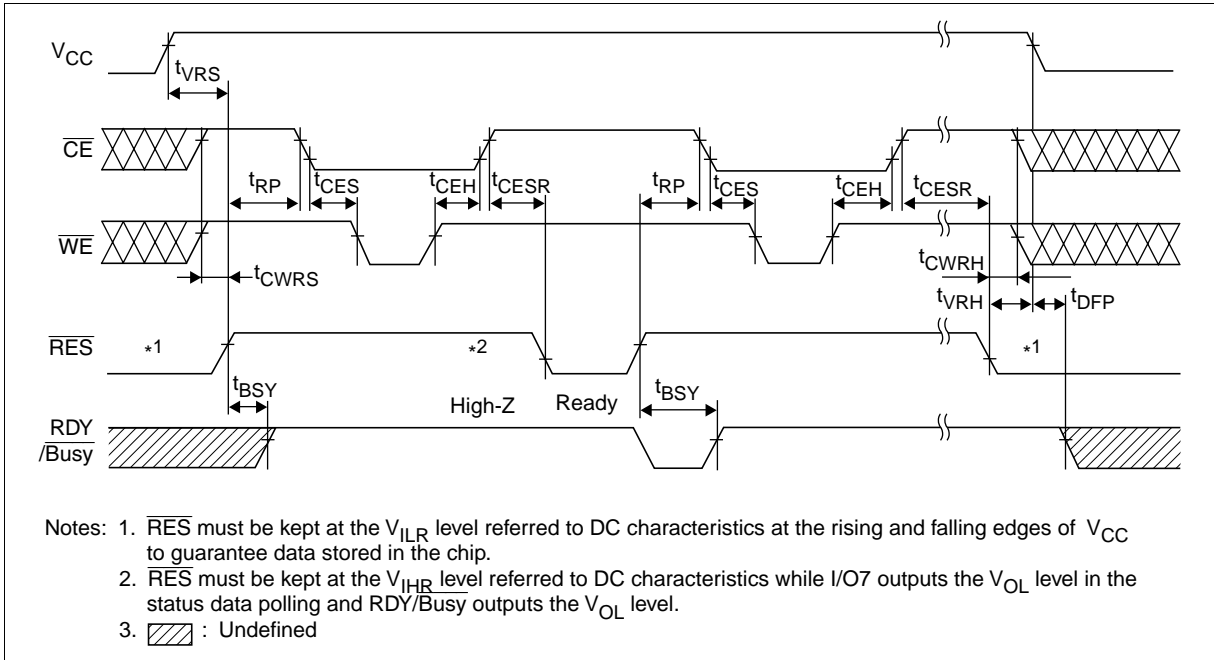 VCC
tVRS
CE
tRP tCES tCEH tCESR tRP tCES tCEH tCESR
WE
tCWRS tCWRH
tVRH tDFP
RES *1 *2 *1
tBSY tBSY
High-Z Ready
RDY
/Busy
Notes: 1. RES must be kept at the VILR level referred to DC characteristics at the rising and falling edges of VCC
to guarantee data stored in the chip.
2. RES must be kept at the VIHR level referred to DC characteristics while I/O7 outputs the VOL level in the
status data polling and RDY/Busy outputs the VOL level.
3. : Undefined